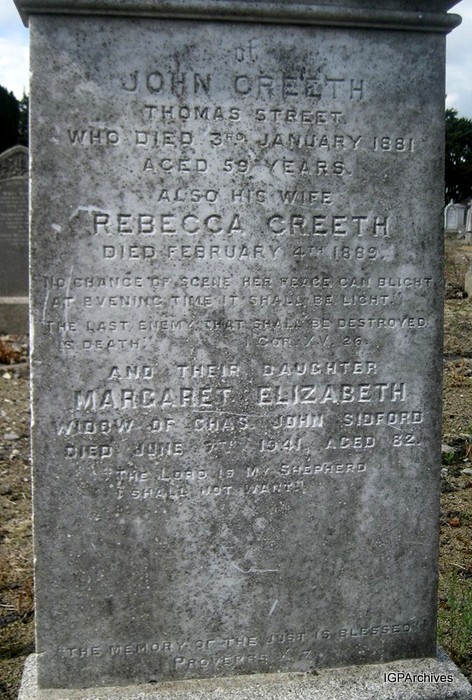 of
JOHN CREETH
THOMAS STREET
WHO DIED 3RD JANUARY 1881
AGED 59 YEARS.
ALSO HIS WIFE
REBECCA CREETH
DIED FEBRUARY 4TH 1889.
"NO CHANGE OF SCENE HER PEACE CAN BLIGHT
AT EVENING TIME IT SHALL BE LIGHT."
"THE LAST ENEMY THAT SHALL BE DESTROYED
IS DEATH." I COR. XV. 26.
AND THEIR DAUGHTER
MARGARET ELIZABETH
WIDOW OF CHAS. JOHN SIDFORD
DIED JUNE 7TH 1941, AGED 82.
"THE LORD IS MY SHEPHERD
I SHALL NOT WANT."
"THE MEMORY OF THE JUST IS BLESSED"
PROVERBS X. 7.
IGPArchives